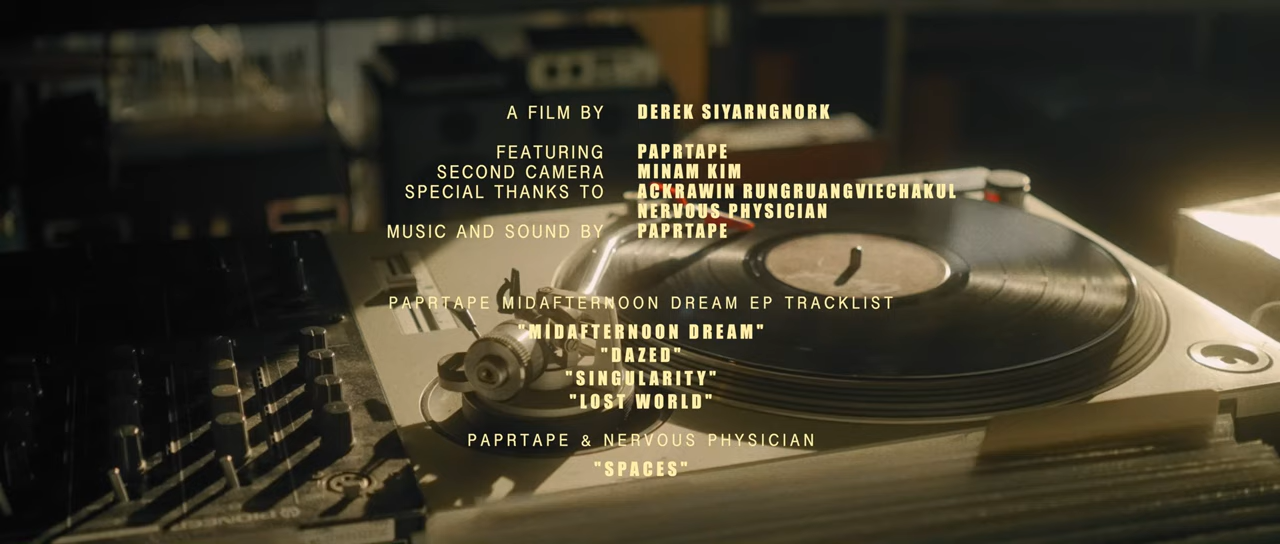 A FILM BY DEREK SIYARNGNORK
FEATURING PAPRTAPE
SECOND CAMERA MINAM KIM
SPECIAL THANKS TO ACKRAWIN RUNGRUANGVIECHAKUL
NERVOUS PHYSICIAN
MUSIC AND SOUND BY PAPRTAPE
PAPRTAPE MIDAFTERNOON DREAM EP TRACKLIST
"MIDAFTERNOON DREAM"
"DAZED"
"SINGULARITY"
"LOST WORLD"
PAPRTAPE & NERVOUS PHYSICIAN
"SPACES"
PIONEER